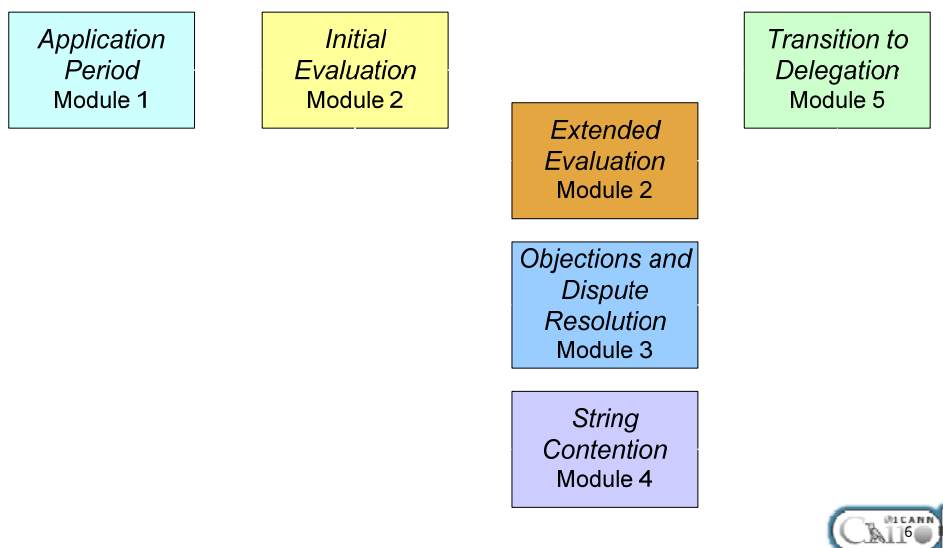 Application
Period
Module 1
Initial
Evaluation
Module 2
Transition to
Delegation
Module 5
Extended
Evaluation
Module 2
Objections and
Dispute
Resolution
Module 3
String
Contention
Module 4
ICANN
6